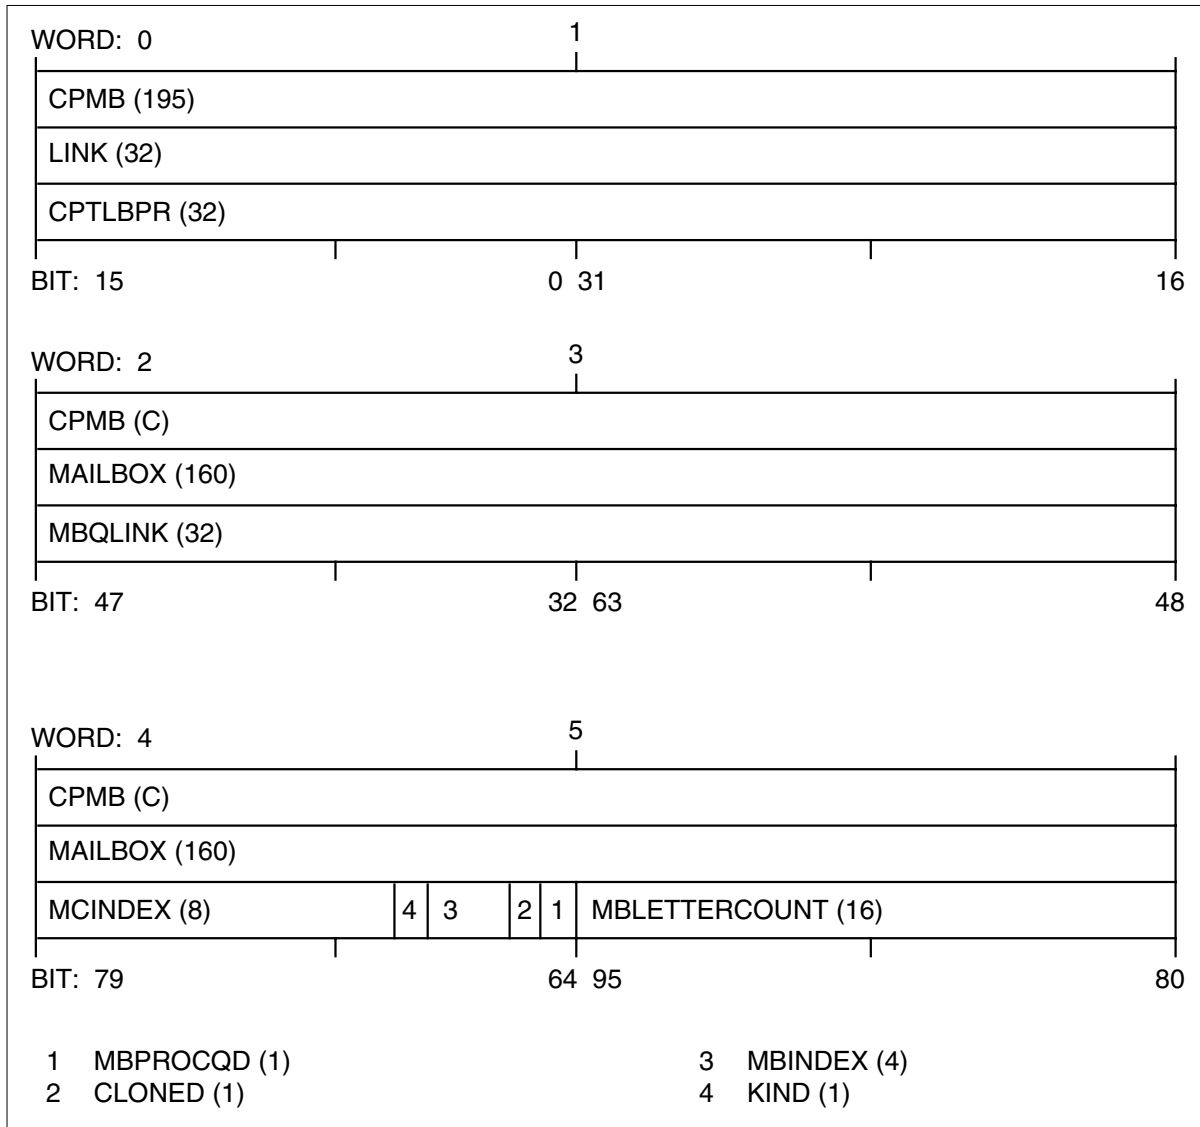 WORD: 0 1
CPMB (195)
LINK (32)
CPTLBPR (32)
BIT: 15 0 31 16
WORD: 2 3
CPMB (C)
MAILBOX (160)
MBQLINK (32)
BIT: 47 32 63 48
WORD: 4 5
CPMB (C)
MAILBOX (160)
MCINDEX (8) 4 3 2 1 MBLETTERCOUNT (16)
BIT: 79 64 95 80
1 MBPROCQD (1) 3 MBINDEX (4)
2 CLONED (1) 4 KIND (1)